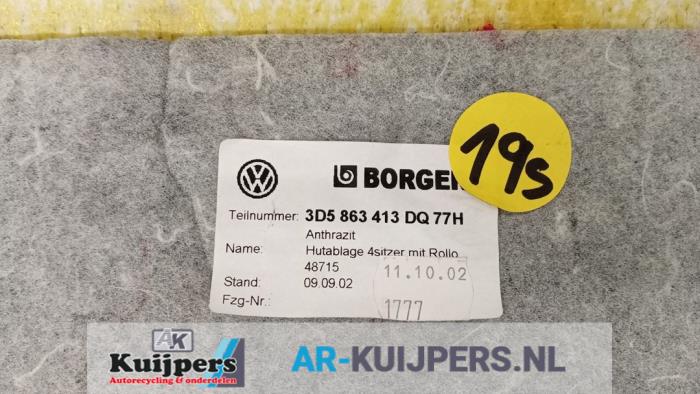 19s
BORGER
Teilnummer: 3D5 863 413 DQ 77H
Anthrazit
Name: Hutablage 4sitzer mit Rollo
48715
11.10.02
Stand: 09.09.02
Fzg-Nr.: 1777
AK
Kuijpers
Autorecycling & onderdelen
AR-KUIJPERS.NL